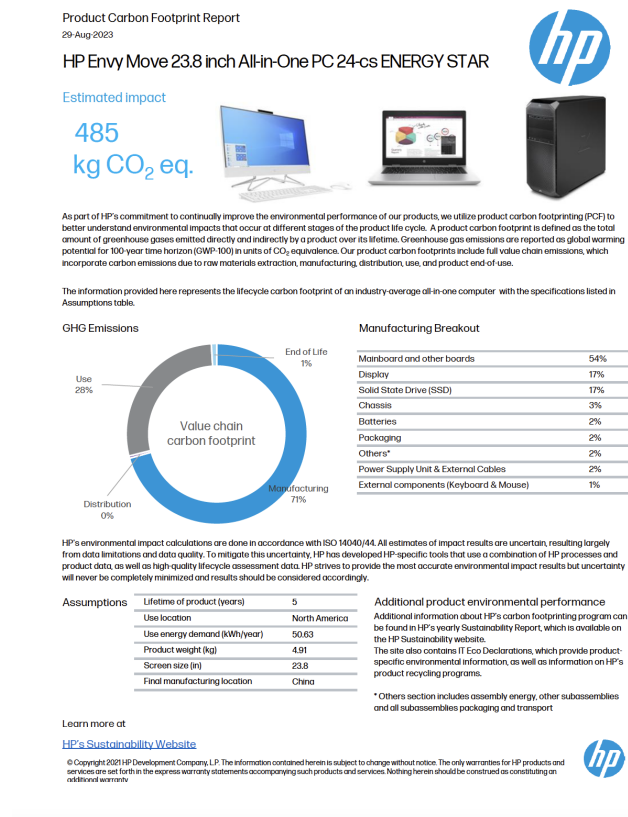 Product Carbon Footprint Report
29-Aug-2023
HP Envy Move 23.8 inch All-in-One PC 24-cs ENERGY STAR
hp
Estimated impact
485
kg CO₂ eq.
As part of HP's commitment to continually improve the environmental performance of our products, we utilize product carbon footprinting (PCF) to
better understand environmental impacts that occur at different stages of the product life cycle. A product carbon footprint is defined as the total
amount of greenhouse gases emitted directly and indirectly by a product over its lifetime. Greenhouse gas emissions are reported as global warming
potential for 100-year time horizon (GWP-100) in units of CO₂ equivalence. Our product carbon footprints include full value chain emissions, which
incorporate carbon emissions due to raw materials extraction, manufacturing, distribution, use, and product end-of-use.
The information provided here represents the lifecycle carbon footprint of an industry-average all-in-one computer with the specifications listed in
Assumptions table.
GHG Emissions
End of Life
1%
Use
28%
Value chain
carbon footprint
Distribution
0%
Manufacturing
71%
Manufacturing Breakout
Mainboard and other boards 54%
Display 17%
Solid State Drive (SSD) 17%
Chassis 3%
Batteries 2%
Packaging 2%
Others* 2%
Power Supply Unit & External Cables 2%
External components (Keyboard & Mouse) 1%
HP's environmental impact calculations are done in accordance with ISO 14040/44. All estimates of impact results are uncertain, resulting largely
from data limitations and data quality. To mitigate this uncertainty, HP has developed HP-specific tools that use a combination of HP processes and
product data, as well as high-quality lifecycle assessment data. HP strives to provide the most accurate environmental impact results but uncertainty
will never be completely minimized and results should be considered accordingly.
Assumptions
Lifetime of product (years) 5
Use location North America
Use energy demand (kWh/year) 50.63
Product weight (kg) 4.91
Screen size (in) 23.8
Final manufacturing location China
Additional product environmental performance
Additional information about HP's carbon footprinting program can
be found in HP's yearly Sustainability Report, which is available on
the HP Sustainability website.
The site also contains IT Eco Declarations, which provide product-
specific environmental information, as well as information on HP's
product recycling programs.
* Others section includes assembly energy, other subassemblies
and all subassemblies packaging and transport
Learn more at
HP's Sustainability Website
© Copyright 2021 HP Development Company, L.P. The information contained herein is subject to change without notice. The only warranties for HP products and
services are set forth in the express warranty statements accompanying such products and services. Nothing herein should be construed as constituting an
additional warranty
hp